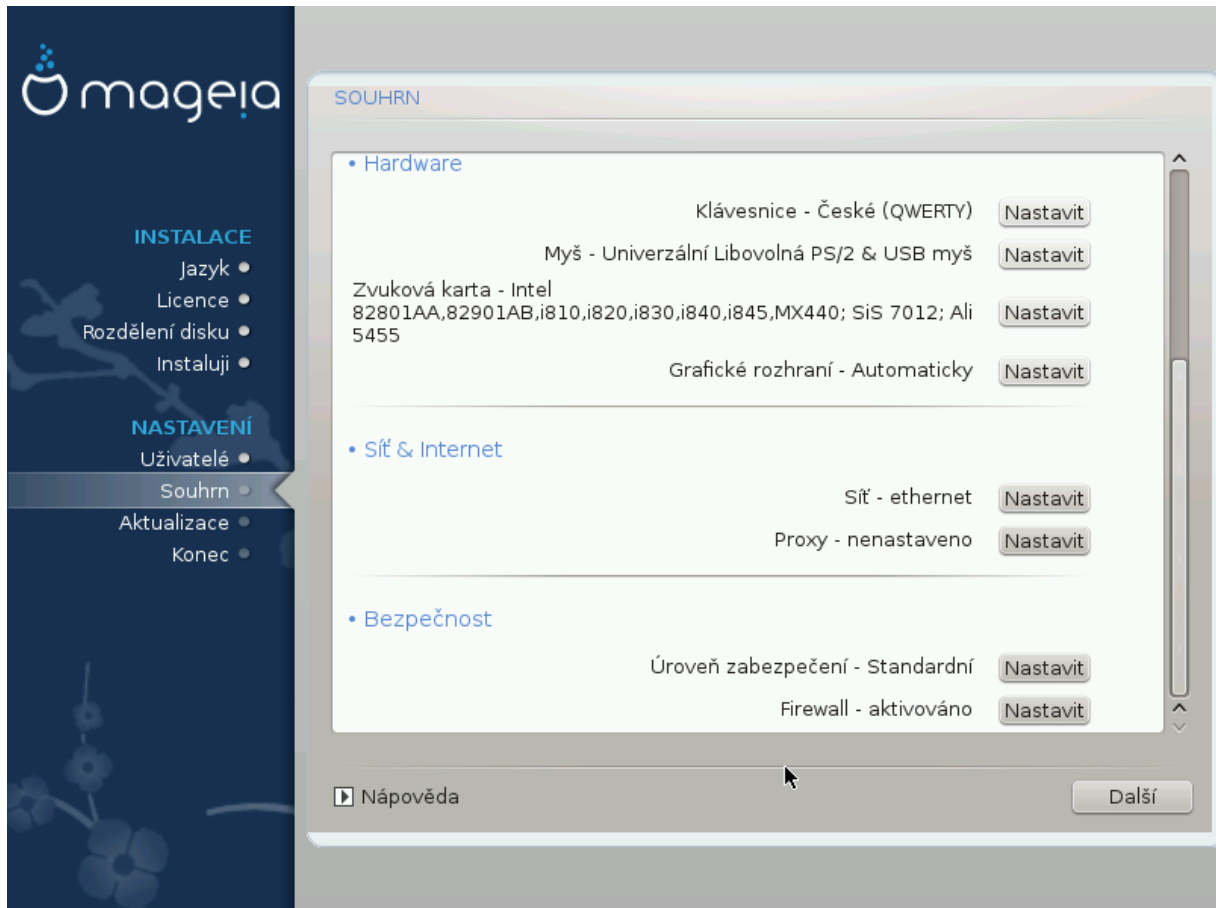 mageia
INSTALACE
Jazyk
Licence
Rozdělení disku
Instaluji
NASTAVENÍ
Uživatelé
Souhrn
Aktualizace
Konec
SOUHRN
• Hardware
Klávesnice - České (QWERTY) Nastavit
Myš - Univerzální Libovolná PS/2 & USB myš Nastavit
Zvuková karta - Intel
82801AA,82901AB,i810,i820,i830,i840,i845,MX440; SiS 7012; Ali Nastavit
5455
Grafické rozhraní - Automaticky Nastavit
• Síť & Internet
Síť - ethernet Nastavit
Proxy - nenastaveno Nastavit
• Bezpečnost
Úroveň zabezpečení - Standardní Nastavit
Firewall - aktivováno Nastavit
Nápověda Další